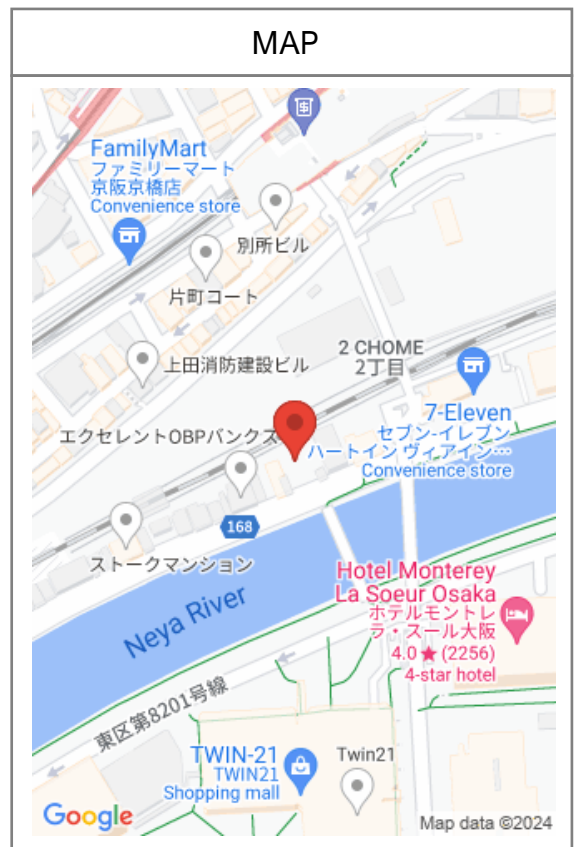 MAP
FamilyMart
ファミリーマート
京阪京橋店
Convenience store
別所ビル
片町コート
2 CHOME
2丁目
上田消防建設ビル
7-Eleven
セブン-イレブン
ハートイン ヴィアイン…
Convenience store
エクセレントOBPバンクス
168
ストークマンション
Hotel Monterey
La Soeur Osaka
ホテルモントレ
ラ・スール大阪
4.0★(2256)
4-star hotel
Neya River
東区第8201号線
TWIN-21
TWIN21
Shopping mall
Twin21
Google
Map data ©2024